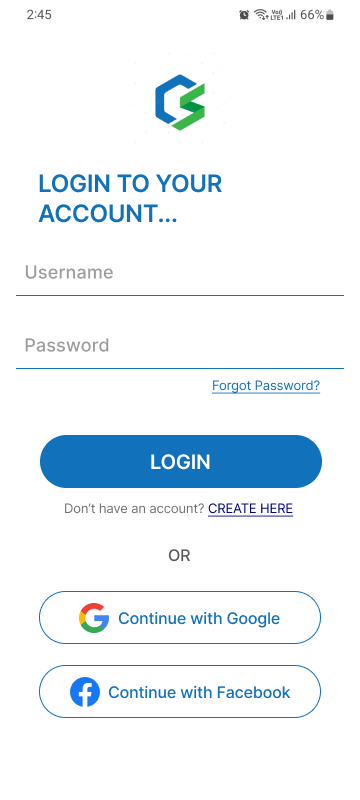 2:45
Vo))
LTE1
66%
LOGIN TO YOUR
ACCOUNT...
Username
Password
Forgot Password?
LOGIN
Don't have an account? CREATE HERE
OR
Continue with Google
Continue with Facebook